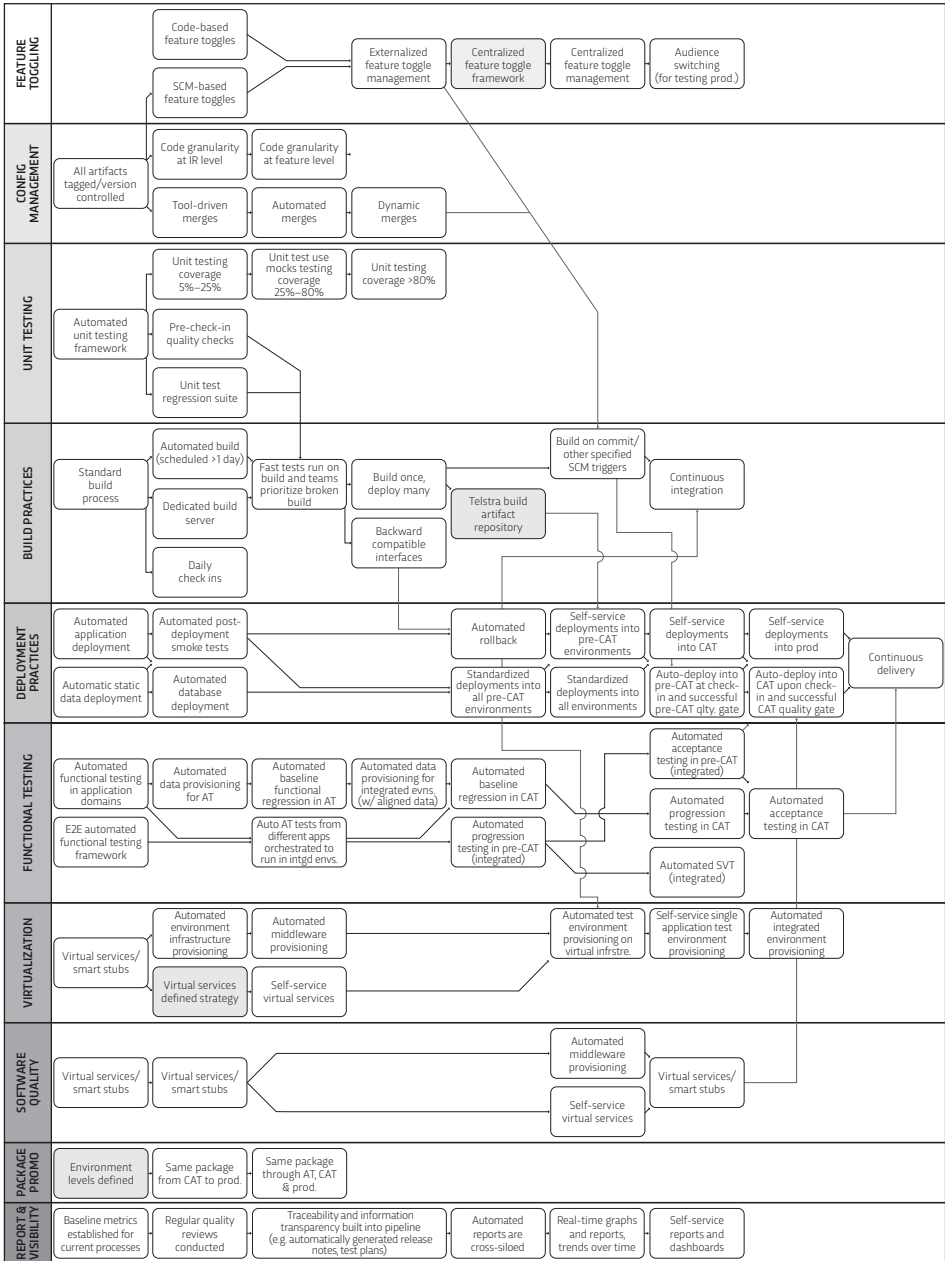 FEATURE
TOGGLING
Code-based
feature toggles
SCM-based
feature toggles
Externalized
feature toggle
management
Centralized
feature toggle
framework
Centralized
feature toggle
management
Audience
switching
(for testing prod.)
CONFIG
MANAGEMENT
All artifacts
tagged/version
controlled
Code granularity
at IR level
Code granularity
at feature level
Tool-driven
merges
Automated
merges
Dynamic
merges
UNIT TESTING
Automated
unit testing
framework
Unit testing
coverage
5%–25%
Unit test use
mocks testing
coverage
25%–80%
Unit testing
coverage >80%
Pre-check-in
quality checks
Unit test
regression suite
BUILD PRACTICES
Standard
build
process
Automated build
(scheduled >1 day)
Dedicated build
server
Daily
check ins
Fast tests run on
build and teams
prioritize broken
build
Build once,
deploy many
Backward
compatible
interfaces
Telstra build
artifact
repository
Build on commit/
other specified
SCM triggers
Continuous
integration
DEPLOYMENT
PRACTICES
Automated
application
deployment
Automated post-
deployment
smoke tests
Automated
rollback
Self-service
deployments into
pre-CAT
environments
Self-service
deployments
into CAT
Self-service
deployments
into prod
Continuous
delivery
Automatic static
data deployment
Automated
database
deployment
Standardized
deployments into
all pre-CAT
environments
Standardized
deployments into
all environments
Auto-deploy into
pre-CAT at check-
in and successful
pre-CAT qlty. gate
Auto-deploy into
CAT upon check-
in and successful
CAT quality gate
FUNCTIONAL TESTING
Automated
functional testing
in application
domains
Automated
data provisioning
for AT
Automated
baseline
functional
regression in AT
Automated data
provisioning for
integrated evns.
(w/ aligned data)
Automated
baseline
regression in CAT
Automated
acceptance
testing in pre-CAT
(integrated)
Automated
progression
testing in CAT
Automated
acceptance
testing in CAT
E2E automated
functional testing
framework
Auto AT tests from
different apps
orchestrated to
run in intgd envs.
Automated
progression
testing in pre-CAT
(integrated)
Automated SVT
(integrated)
VIRTUALIZATION
Virtual services/
smart stubs
Automated
environment
infrastructure
provisioning
Automated
middleware
provisioning
Virtual services
defined strategy
Self-service
virtual services
Automated test
environment
provisioning on
virtual infrstre.
Self-service single
application test
environment
provisioning
Automated
integrated
environment
provisioning
SOFTWARE
QUALITY
Virtual services/
smart stubs
Virtual services/
smart stubs
Automated
middleware
provisioning
Self-service
virtual services
Virtual services/
smart stubs
PACKAGE
PROMO
Environment
levels defined
Same package
from CAT to prod.
Same package
through AT, CAT
& prod.
REPORT &
VISIBILITY
Baseline metrics
established for
current processes
Regular quality
reviews
conducted
Traceability and information
transparency built into pipeline
(e.g. automatically generated release
notes, test plans)
Automated
reports are
cross-siloed
Real-time graphs
and reports,
trends over time
Self-service
reports and
dashboards